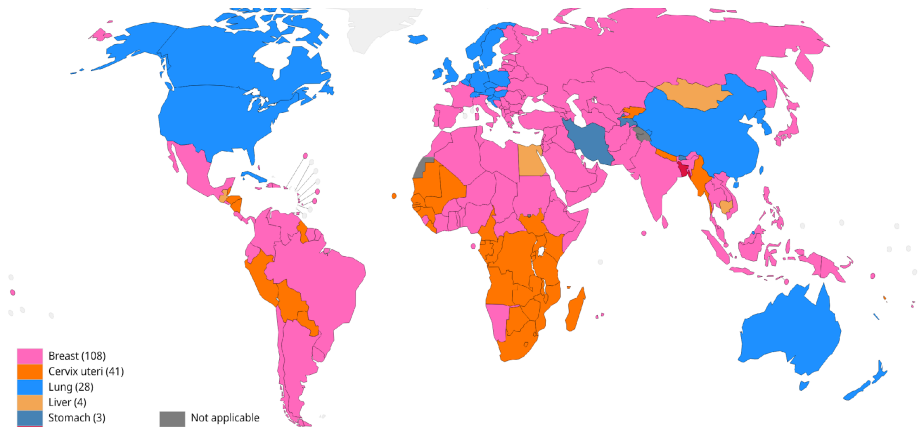 Breast (108)
Cervix uteri (41)
Lung (28)
Liver (4)
Stomach (3)
Not applicable